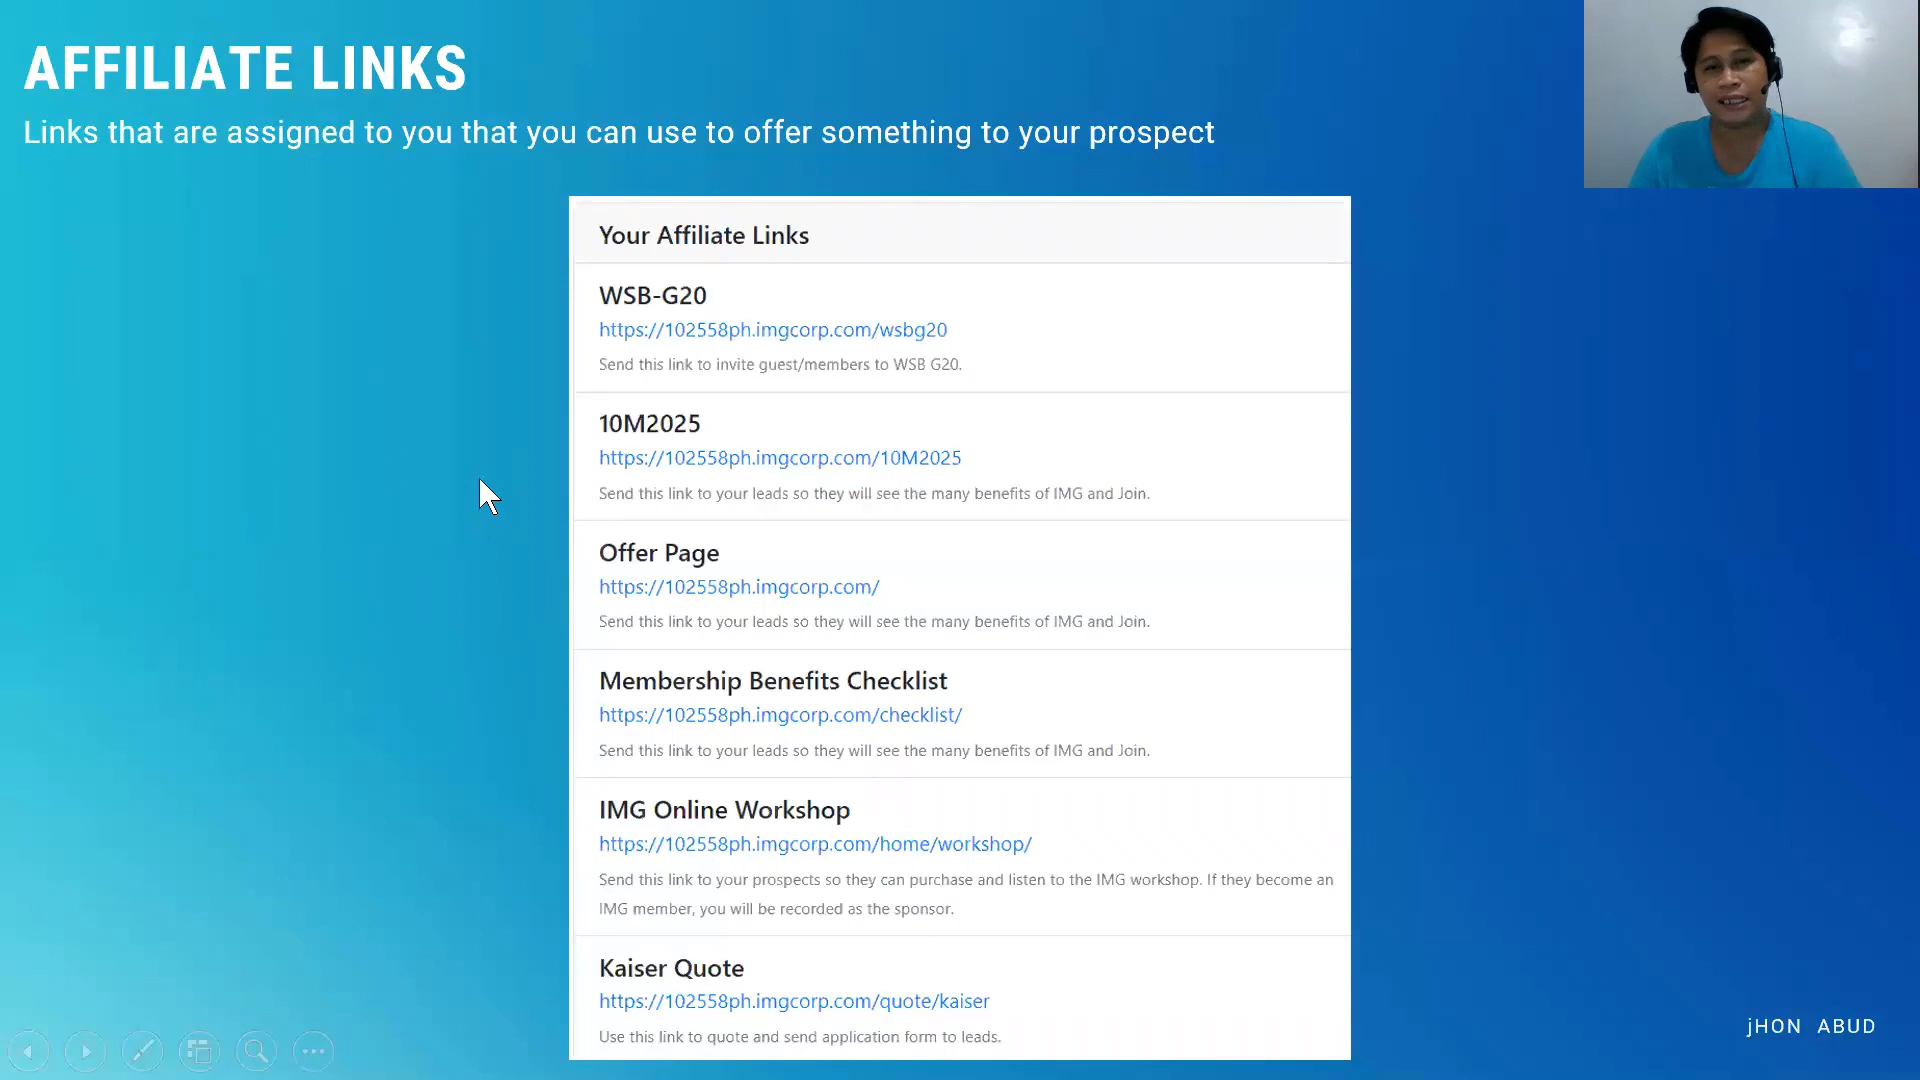 AFFILIATE LINKS
Links that are assigned to you that you can use to offer something to your prospect
Your Affiliate Links
WSB-G20
https://102558ph.imgcorp.com/wsbg20
Send this link to invite guest/members to WSB G20.
10M2025
https://102558ph.imgcorp.com/10M2025
Send this link to your leads so they will see the many benefits of IMG and Join.
Offer Page
https://102558ph.imgcorp.com/
Send this link to your leads so they will see the many benefits of IMG and Join.
Membership Benefits Checklist
https://102558ph.imgcorp.com/checklist/
Send this link to your leads so they will see the many benefits of IMG and Join.
IMG Online Workshop
https://102558ph.imgcorp.com/home/workshop/
Send this link to your prospects so they can purchase and listen to the IMG workshop. If they become an
IMG member, you will be recorded as the sponsor.
Kaiser Quote
https://102558ph.imgcorp.com/quote/kaiser
Use this link to quote and send application form to leads.
jHON ABUD